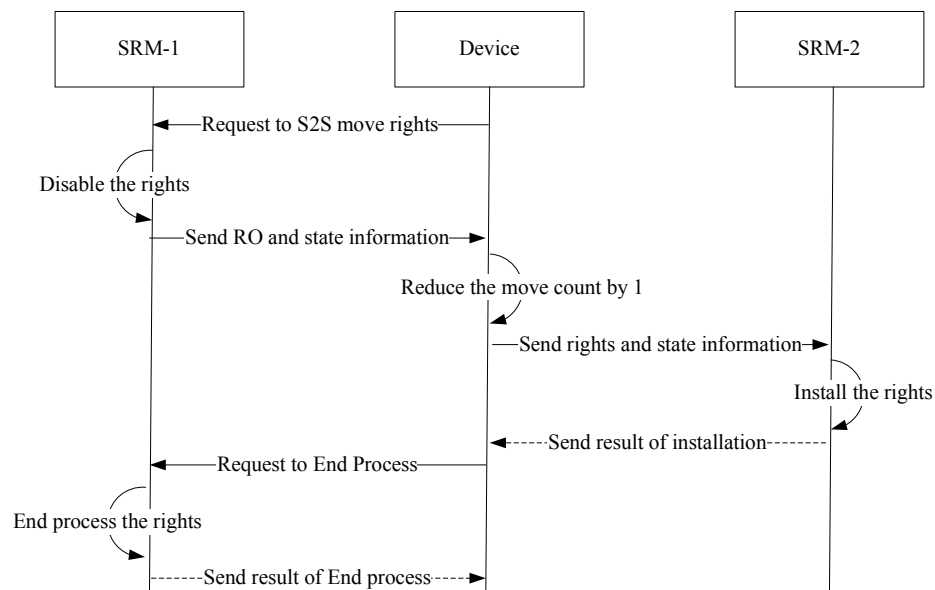 SRM-1
Device
SRM-2
Request to S2S move rights
Disable the rights
Send RO and state information
Reduce the move count by 1
Send rights and state information
Install the rights
Send result of installation
Request to End Process
End process the rights
Send result of End process